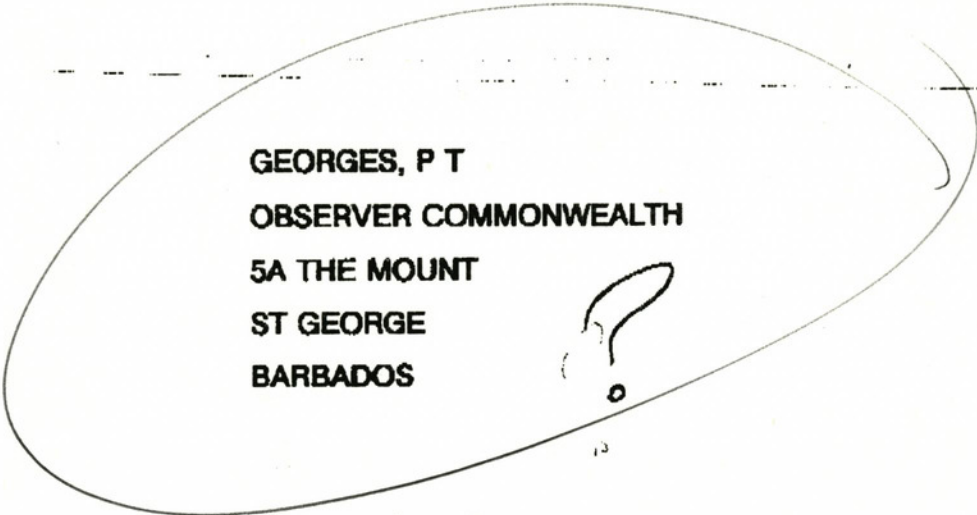 GEORGES, P T
OBSERVER COMMONWEALTH
5A THE MOUNT
ST GEORGE
BARBADOS
?